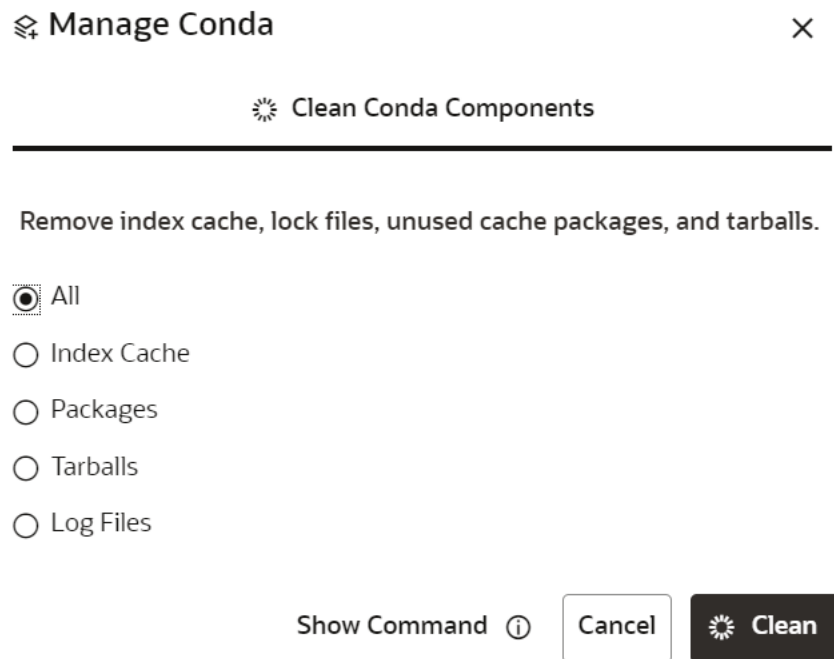 Manage Conda
Clean Conda Components
Remove index cache, lock files, unused cache packages, and tarballs.
All
Index Cache
Packages
Tarballs
Log Files
Show Command
Cancel
Clean